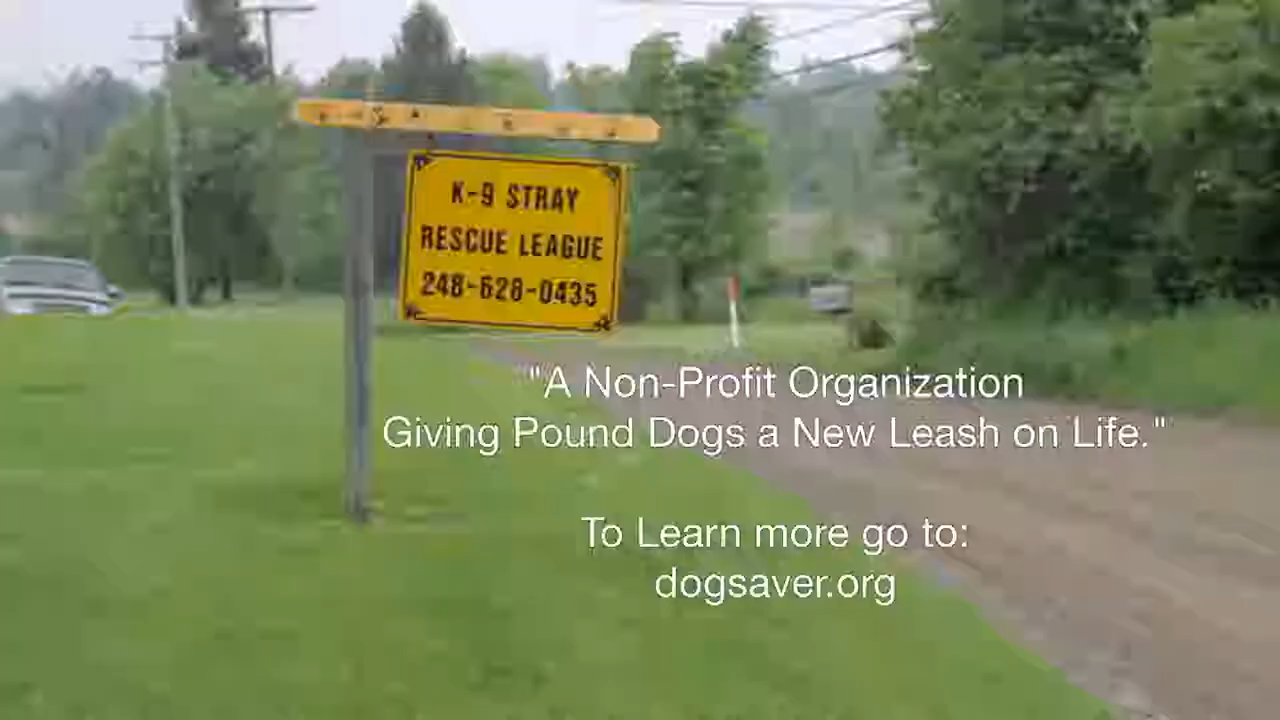 K-9 STRAY
RESCUE LEAGUE
248-628-0435
"A Non-Profit Organization
Giving Pound Dogs a New Leash on Life."
To Learn more go to:
dogsaver.org